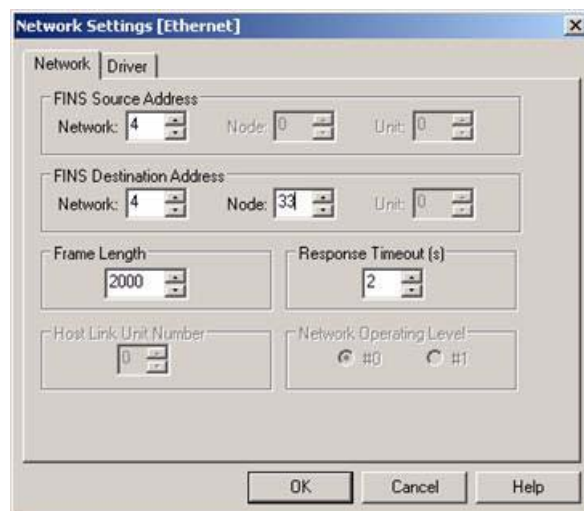 Network Settings [Ethernet]
Network Driver
FINS Source Address
Network: 4 Node: 0 Unit: 0
FINS Destination Address
Network: 4 Node: 33 Unit: 0
Frame Length Response Timeout (s)
2000 2
Host Link Unit Number Network Operating Level
0 #0 #1
OK Cancel Help